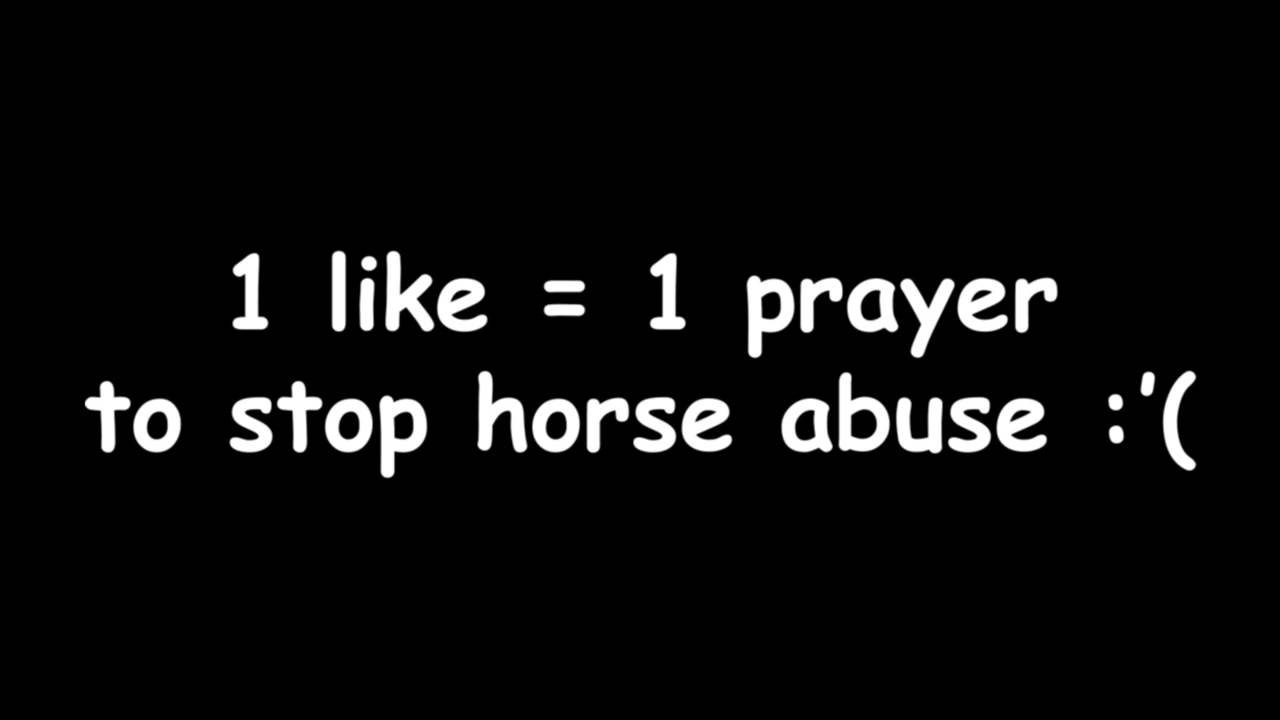 1 like = 1 prayer
to stop horse abuse :'(